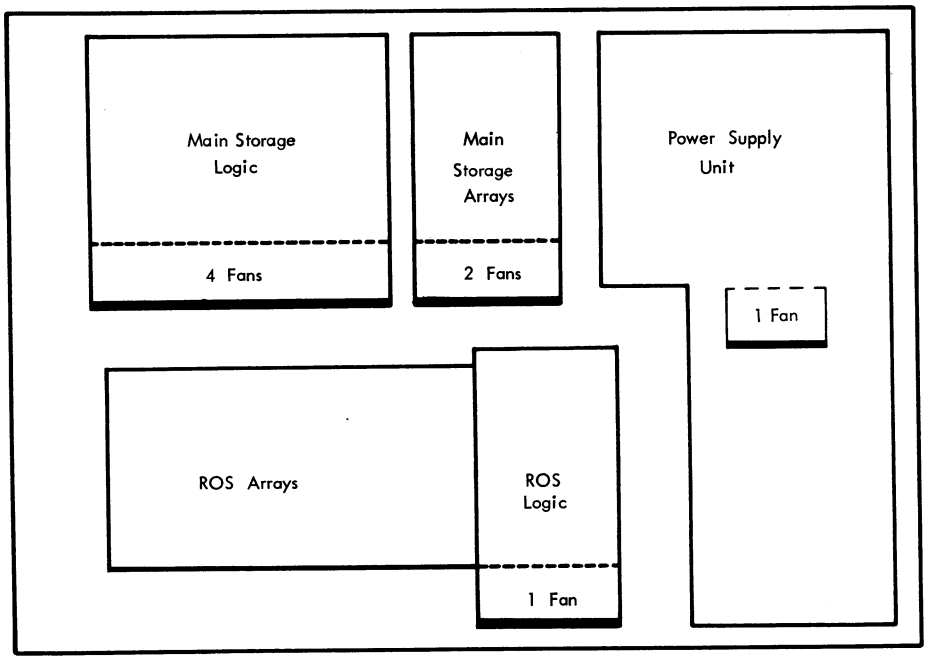 Main Storage
Logic
4 Fans
Main
Storage
Arrays
2 Fans
Power Supply
Unit
1 Fan
ROS Arrays
ROS
Logic
1 Fan